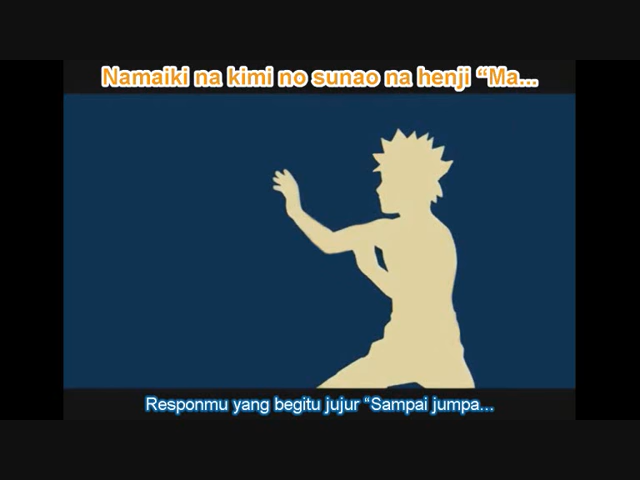 Namaiki na kimi no sunao na henji “Ma...
Responmu yang begitu jujur “Sampai jumpa...